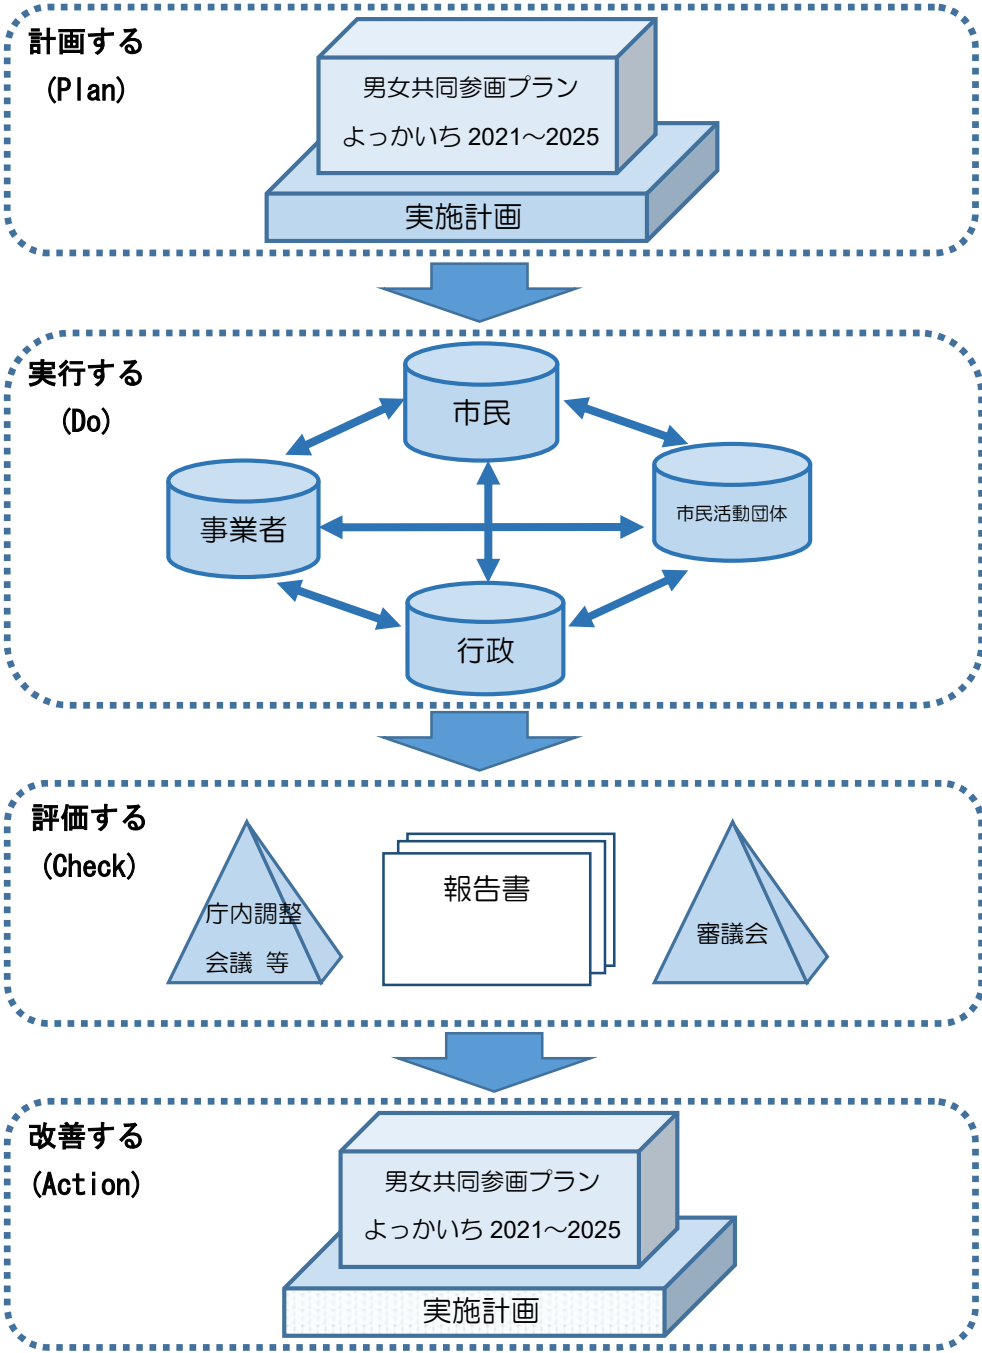 計画する
(Plan)
男女共同参画プラン
よっかいち 2021～2025
実施計画
実行する
(Do)
市民
事業者
市民活動団体
行政
評価する
(Check)
庁内調整
会議 等
報告書
審議会
改善する
(Action)
男女共同参画プラン
よっかいち 2021～2025
実施計画